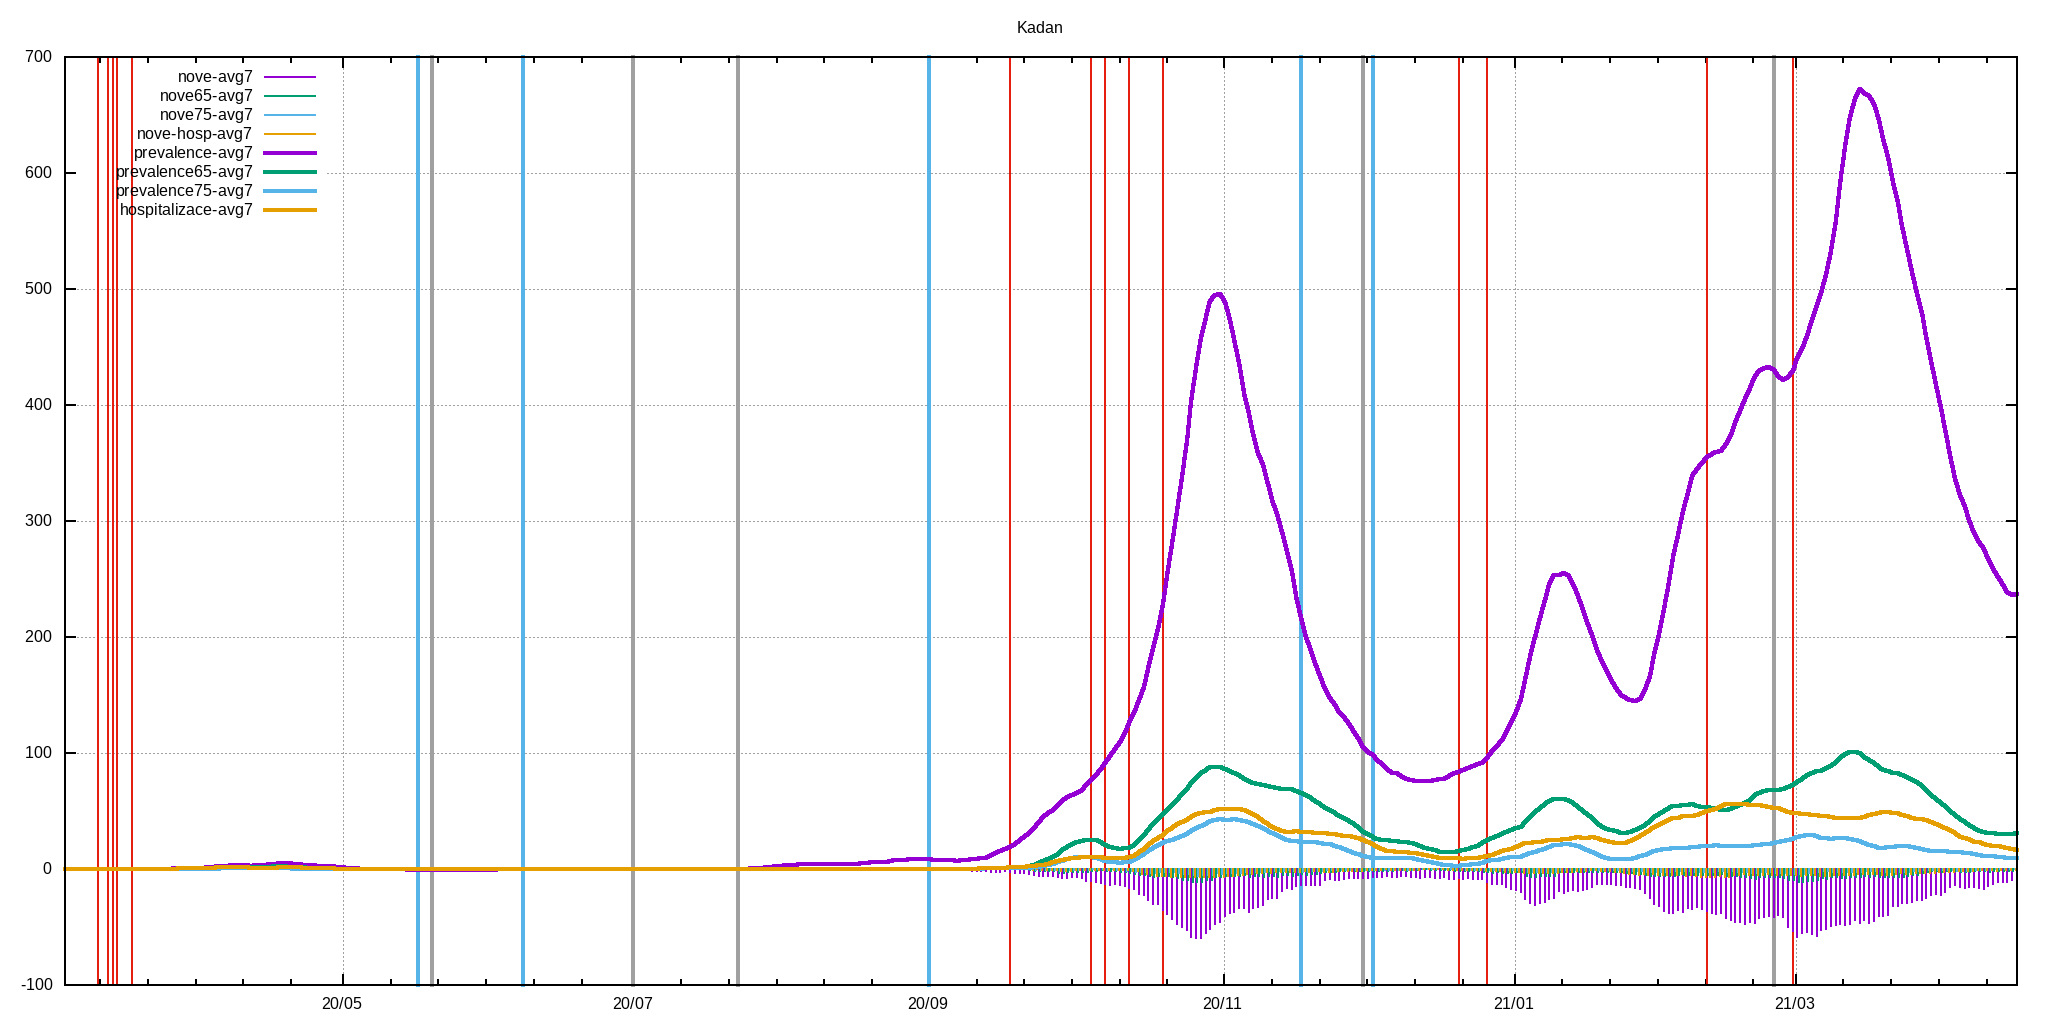 Kadan
700
nove-avg7
nove65-avg7
nove75-avg7
nove-hosp-avg7
prevalence-avg7
prevalence65-avg7
prevalence75-avg7
hospitalizace-avg7
600
500
400
300
200
100
0
-100
20/05
20/07
20/09
20/11
21/01
21/03